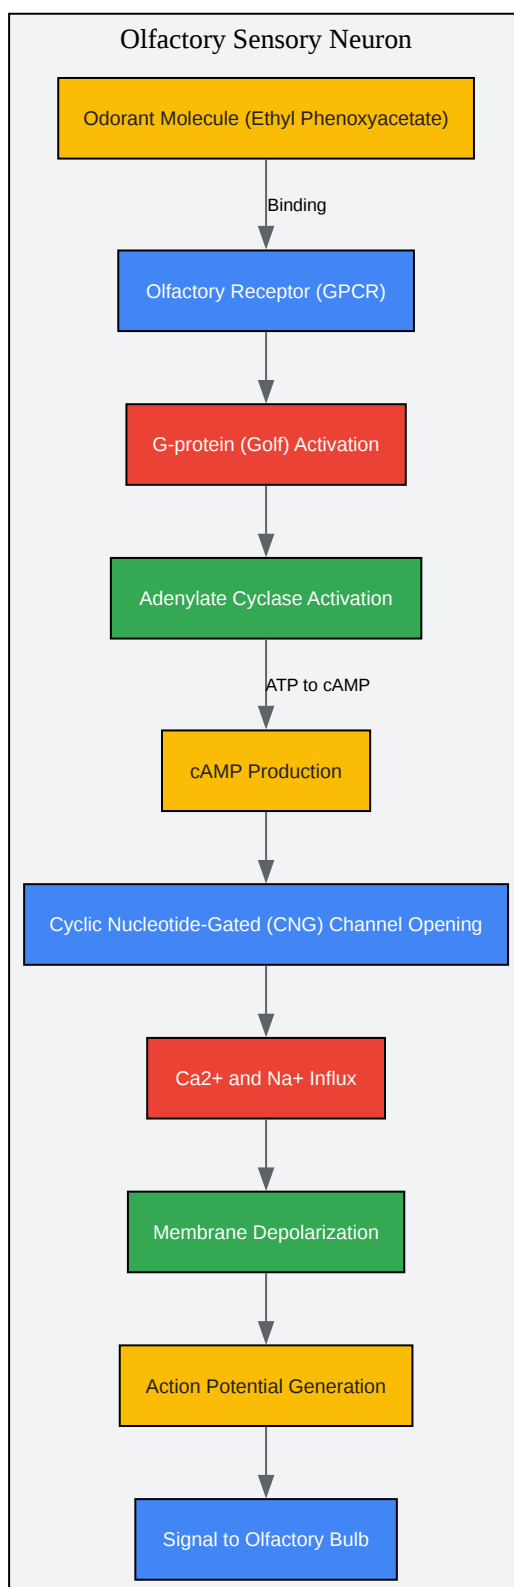 Olfactory Sensory Neuron
Odorant Molecule (Ethyl Phenoxyacetate)
Binding
Olfactory Receptor (GPCR)
G-protein (Golf) Activation
Adenylate Cyclase Activation
ATP to cAMP
cAMP Production
Cyclic Nucleotide-Gated (CNG) Channel Opening
Ca2+ and Na+ Influx
Membrane Depolarization
Action Potential Generation
Signal to Olfactory Bulb